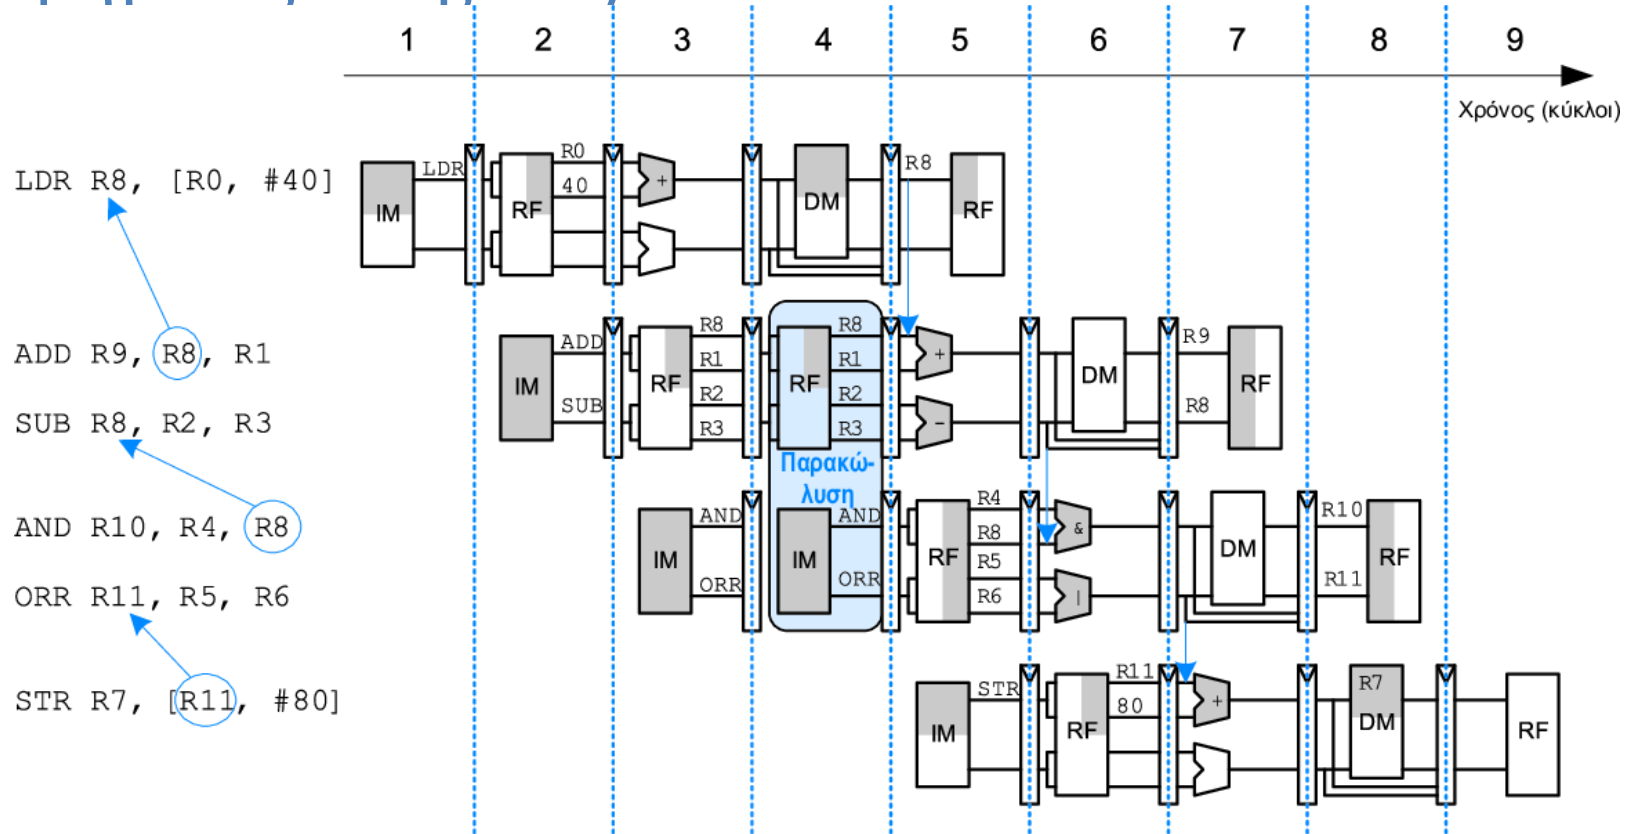 1 2 3 4 5 6 7 8 9
Χρόνος (κύκλοι)
LDR R8, [R0, #40]
IM LDR RF R0 40 + DM R8 RF
ADD R9, R8, R1
SUB R8, R2, R3
IM ADD SUB RF R8 R1 R2 R3 RF R8 R1 R2 R3 + - DM R9 R8 RF
Παρακώ-
λυση
AND R10, R4, R8
ORR R11, R5, R6
IM AND ORR IM AND ORR RF R4 R8 R5 R6 & | DM R10 R11 RF
STR R7, [R11, #80]
IM STR RF R11 80 + R7 DM RF